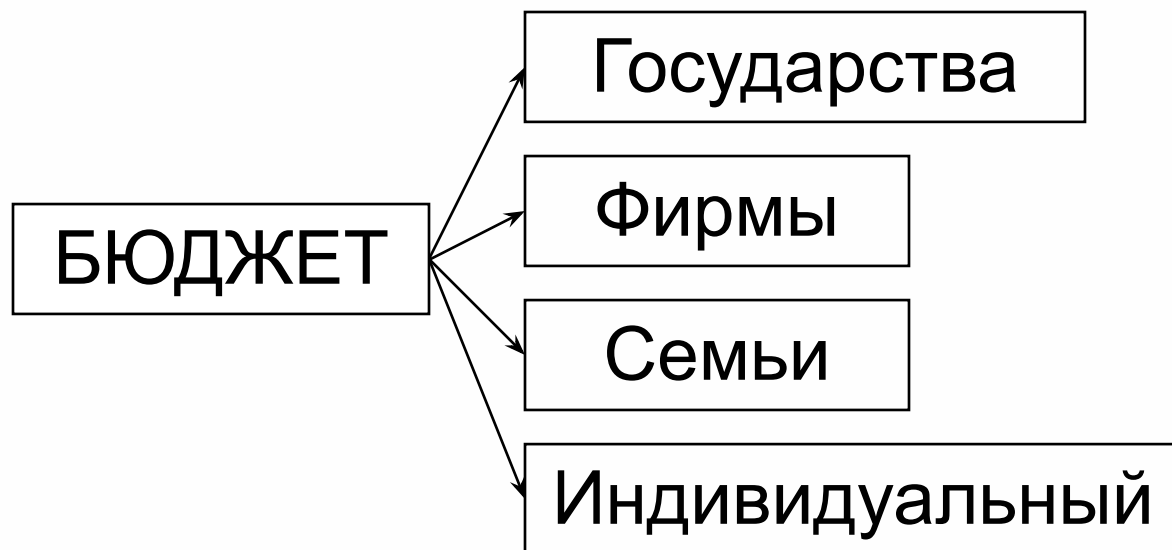 БЮДЖЕТ
Государства
Фирмы
Семьи
Индивидуальный